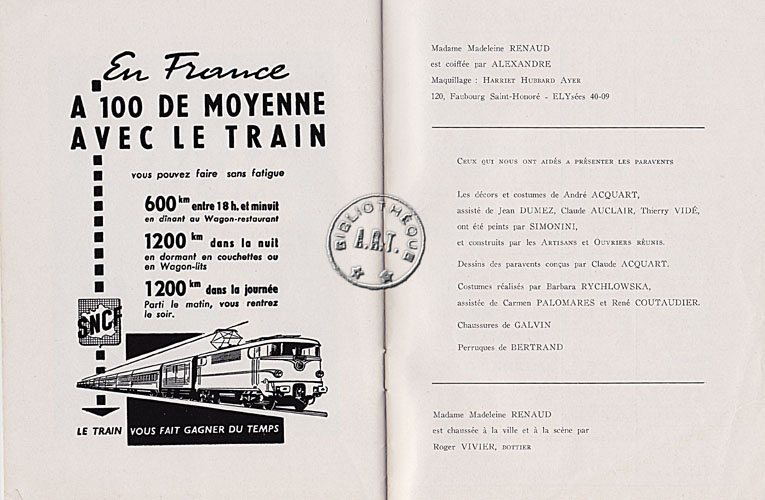 En France
A 100 DE MOYENNE
AVEC LE TRAIN
vous pouvez faire sans fatigue
600 km entre 18 h. et minuit
en dînant au Wagon-restaurant
1200 km dans la nuit
en dormant en couchettes ou
en Wagon-lits
1200 km dans la journée
Parti le matin, vous rentrez
le soir.
SNCF
LE TRAIN VOUS FAIT GAGNER DU TEMPS
BIBLIOTHÈQUE
A.R.T.
Madame Madeleine RENAUD
est coiffée par ALEXANDRE
Maquillage : HARRIET HUBBARD AYER
120, Faubourg Saint-Honoré - ELYsées 40-09
CEUX QUI NOUS ONT AIDÉS A PRÉSENTER LES PARAVENTS
Les décors et costumes de André ACQUART,
assisté de Jean DUMEZ, Claude AUCLAIR, Thierry VIDÉ,
ont été peints par SIMONINI,
et construits par les ARTISANS et OUVRIERS RÉUNIS.
Dessins des paravents conçus par Claude ACQUART.
Costumes réalisés par Barbara RYCHLOWSKA,
assistée de Carmen PALOMARES et René COUTAUDIER.
Chaussures de GALVIN
Perruques de BERTRAND
Madame Madeleine RENAUD
est chaussée à la ville et à la scène par
Roger VIVIER, BOTTIER